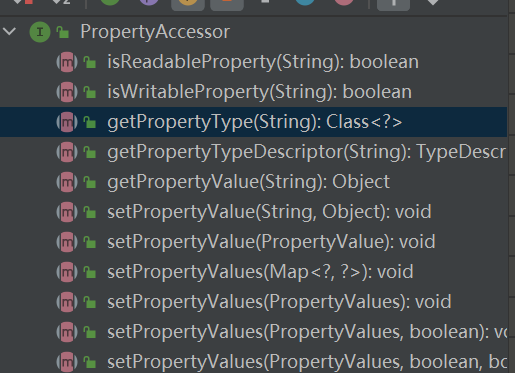 PropertyAccessor
isReadableProperty(String): boolean
isWritableProperty(String): boolean
getPropertyType(String): Class<?>
getPropertyTypeDescriptor(String): TypeDescr
getPropertyValue(String): Object
setPropertyValue(String, Object): void
setPropertyValue(PropertyValue): void
setPropertyValues(Map<?, ?>): void
setPropertyValues(PropertyValues): void
setPropertyValues(PropertyValues, boolean): vo
setPropertyValues(PropertyValues, boolean, bo